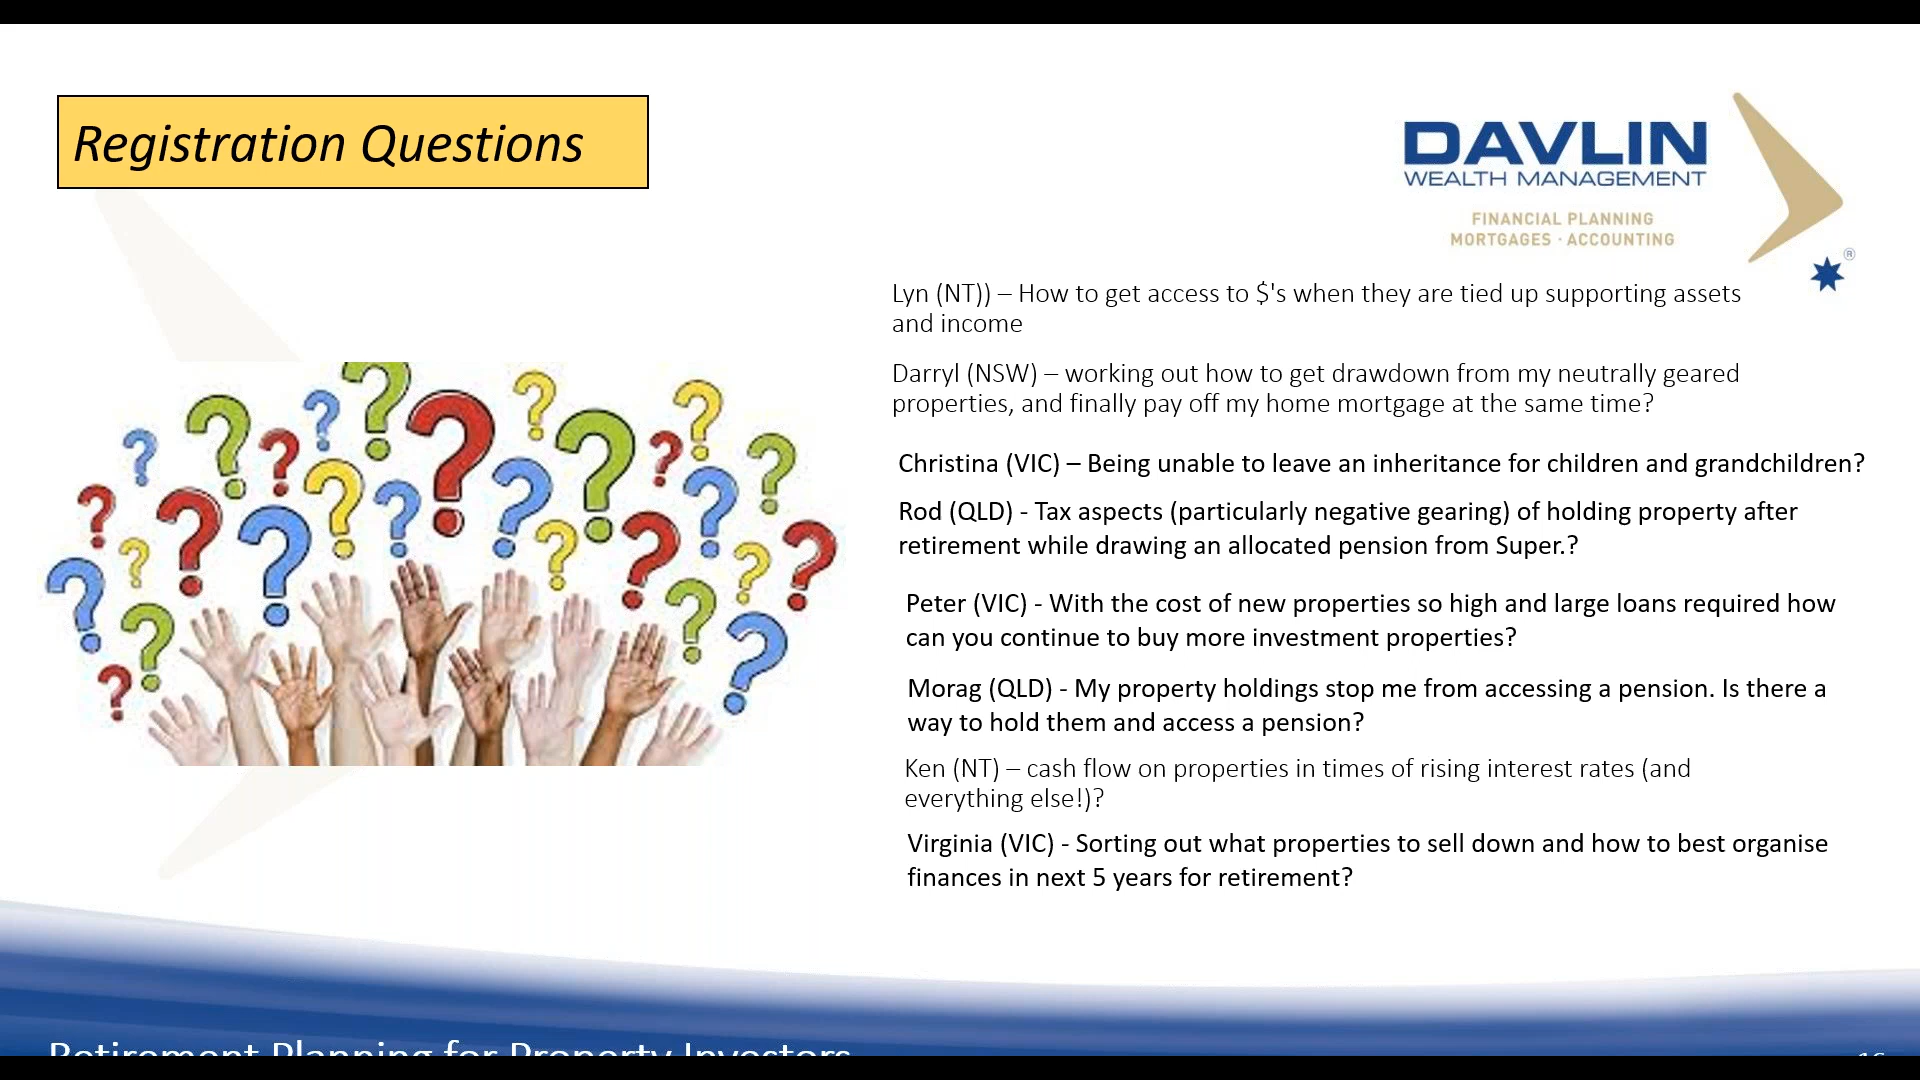 Registration Questions
DAVLIN
WEALTH MANAGEMENT
FINANCIAL PLANNING
MORTGAGES · ACCOUNTING
®
Lyn (NT)) – How to get access to $'s when they are tied up supporting assets
and income
Darryl (NSW) – working out how to get drawdown from my neutrally geared
properties, and finally pay off my home mortgage at the same time?
Christina (VIC) – Being unable to leave an inheritance for children and grandchildren?
Rod (QLD) - Tax aspects (particularly negative gearing) of holding property after
retirement while drawing an allocated pension from Super.?
Peter (VIC) - With the cost of new properties so high and large loans required how
can you continue to buy more investment properties?
Morag (QLD) - My property holdings stop me from accessing a pension. Is there a
way to hold them and access a pension?
Ken (NT) – cash flow on properties in times of rising interest rates (and
everything else!)?
Virginia (VIC) - Sorting out what properties to sell down and how to best organise
finances in next 5 years for retirement?
Retirement Planning for Property Investors